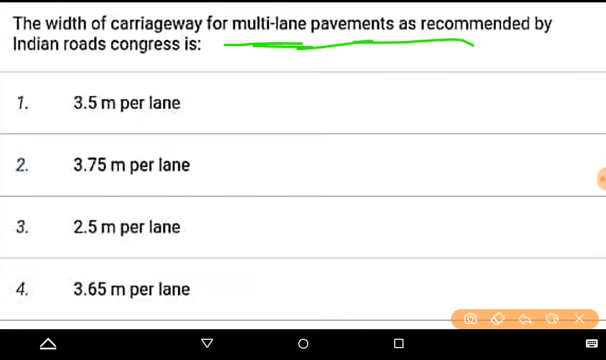 The width of carriageway for multi-lane pavements as recommended by
Indian roads congress is:
1. 3.5 m per lane
2. 3.75 m per lane
3. 2.5 m per lane
4. 3.65 m per lane